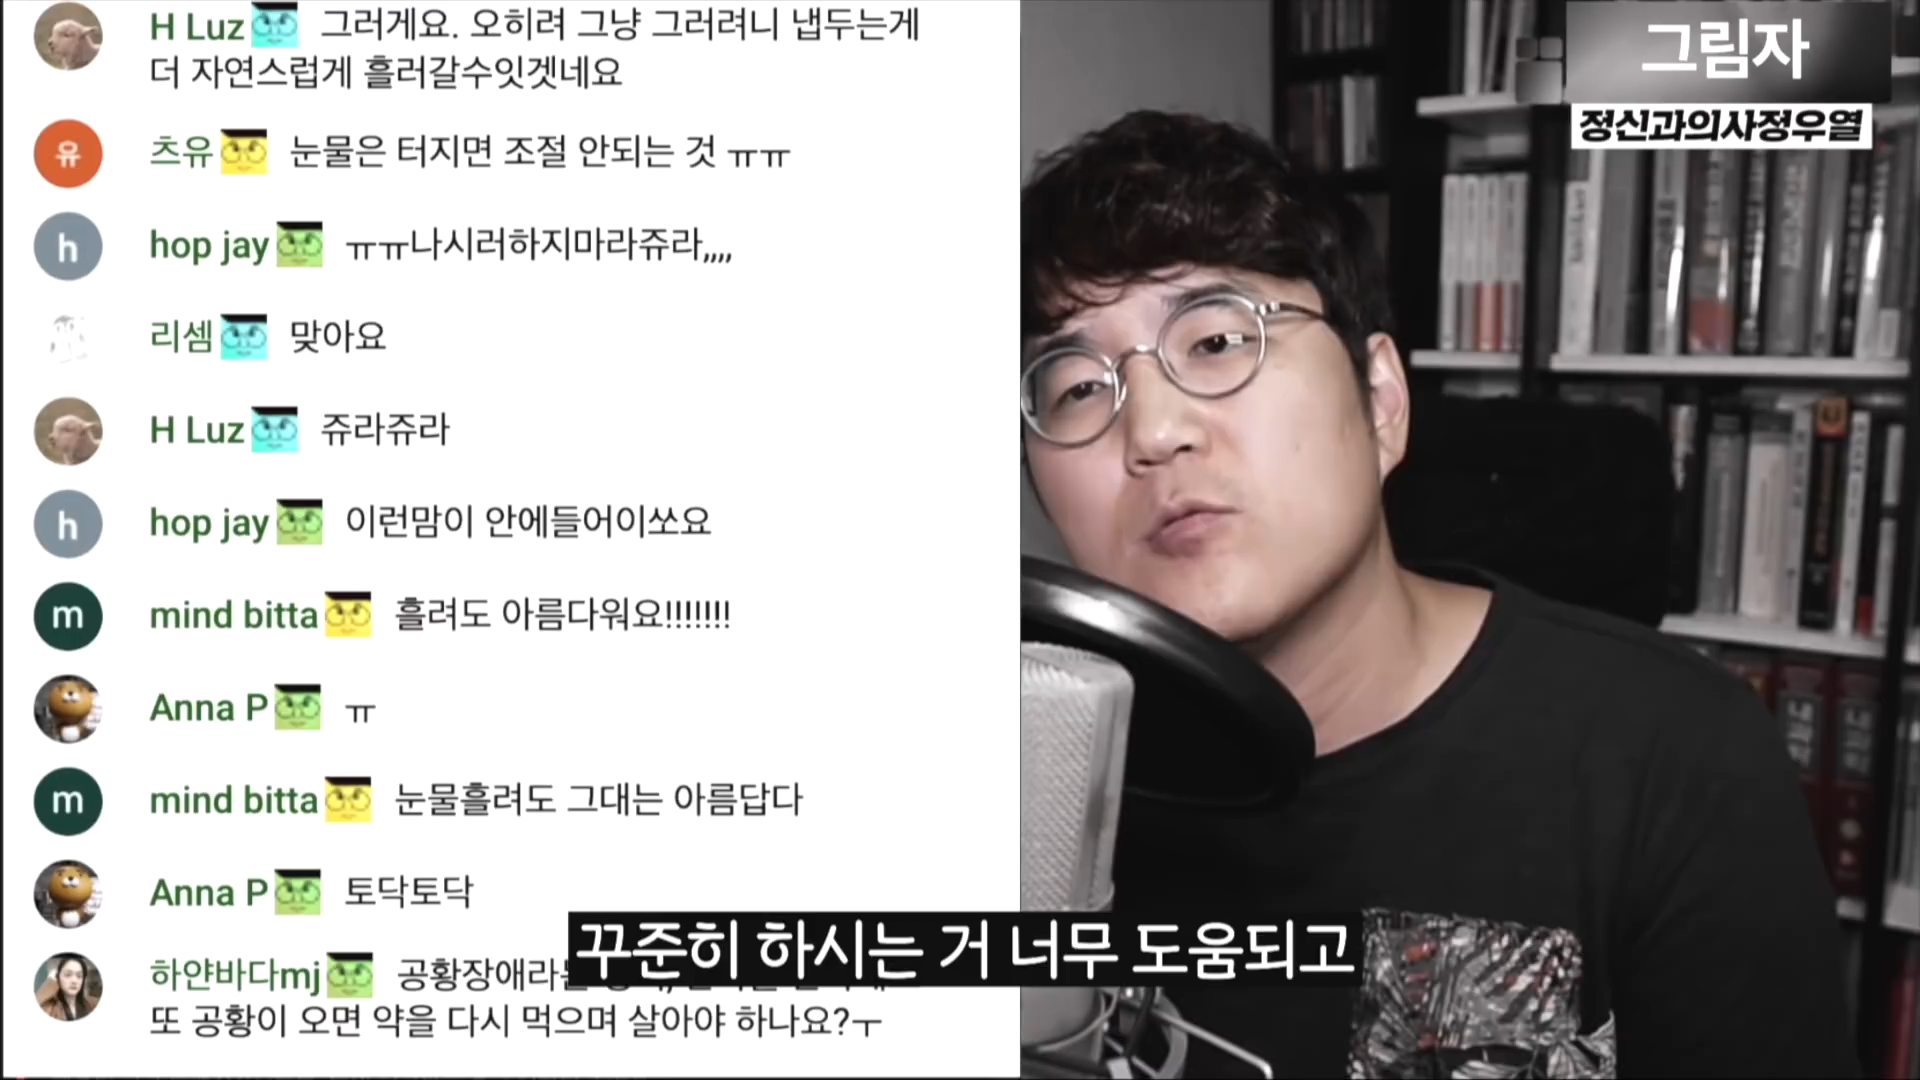 H Luz 그러게요. 오히려 그냥 그러려니 냅두는게
더 자연스럽게 흘러갈수잇겟네요
유
츠유 눈물은 터지면 조절 안되는 것 ㅠㅠ
h
hop jay ㅠㅠ나시러하지마라쥬라,,,,
리셈 맞아요
H Luz 쥬라쥬라
h
hop jay 이런맘이 안에들어이쏘요
m
mind bitta 흘려도 아름다워요!!!!!!!
Anna P ㅠ
m
mind bitta 눈물흘려도 그대는 아름답다
Anna P 토닥토닥
하얀바다mj 공황장애라
또 공황이 오면 약을 다시 먹으며 살아야 하나요?ㅜ
꾸준히 하시는 거 너무 도움되고
그림자
정신과의사정우열